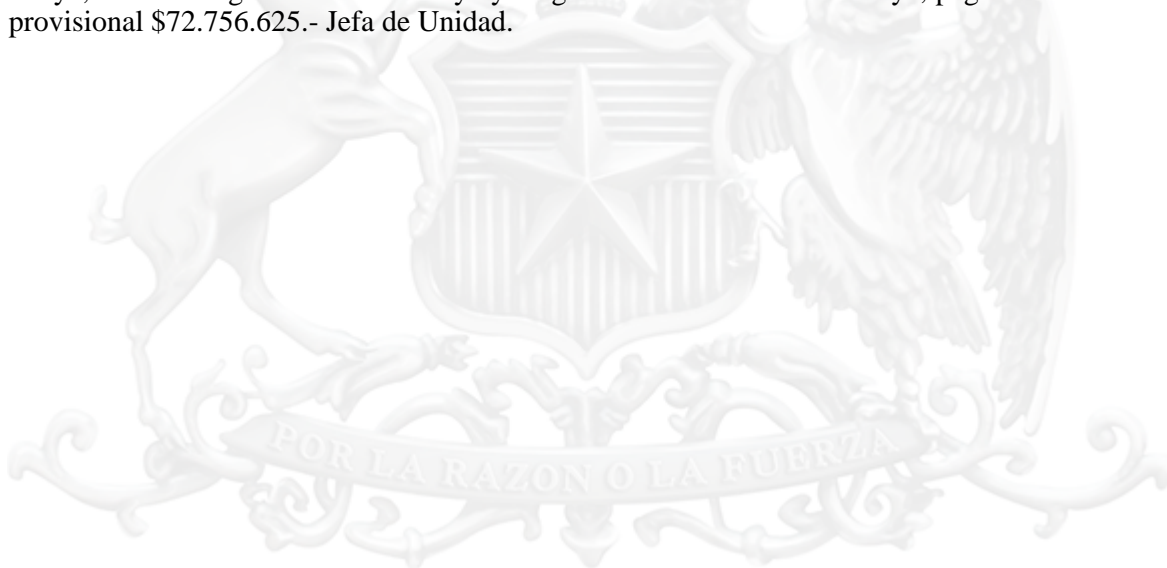 provisional $72.756.625.- Jefa de Unidad.
POR LA RAZON O LA FUERZA